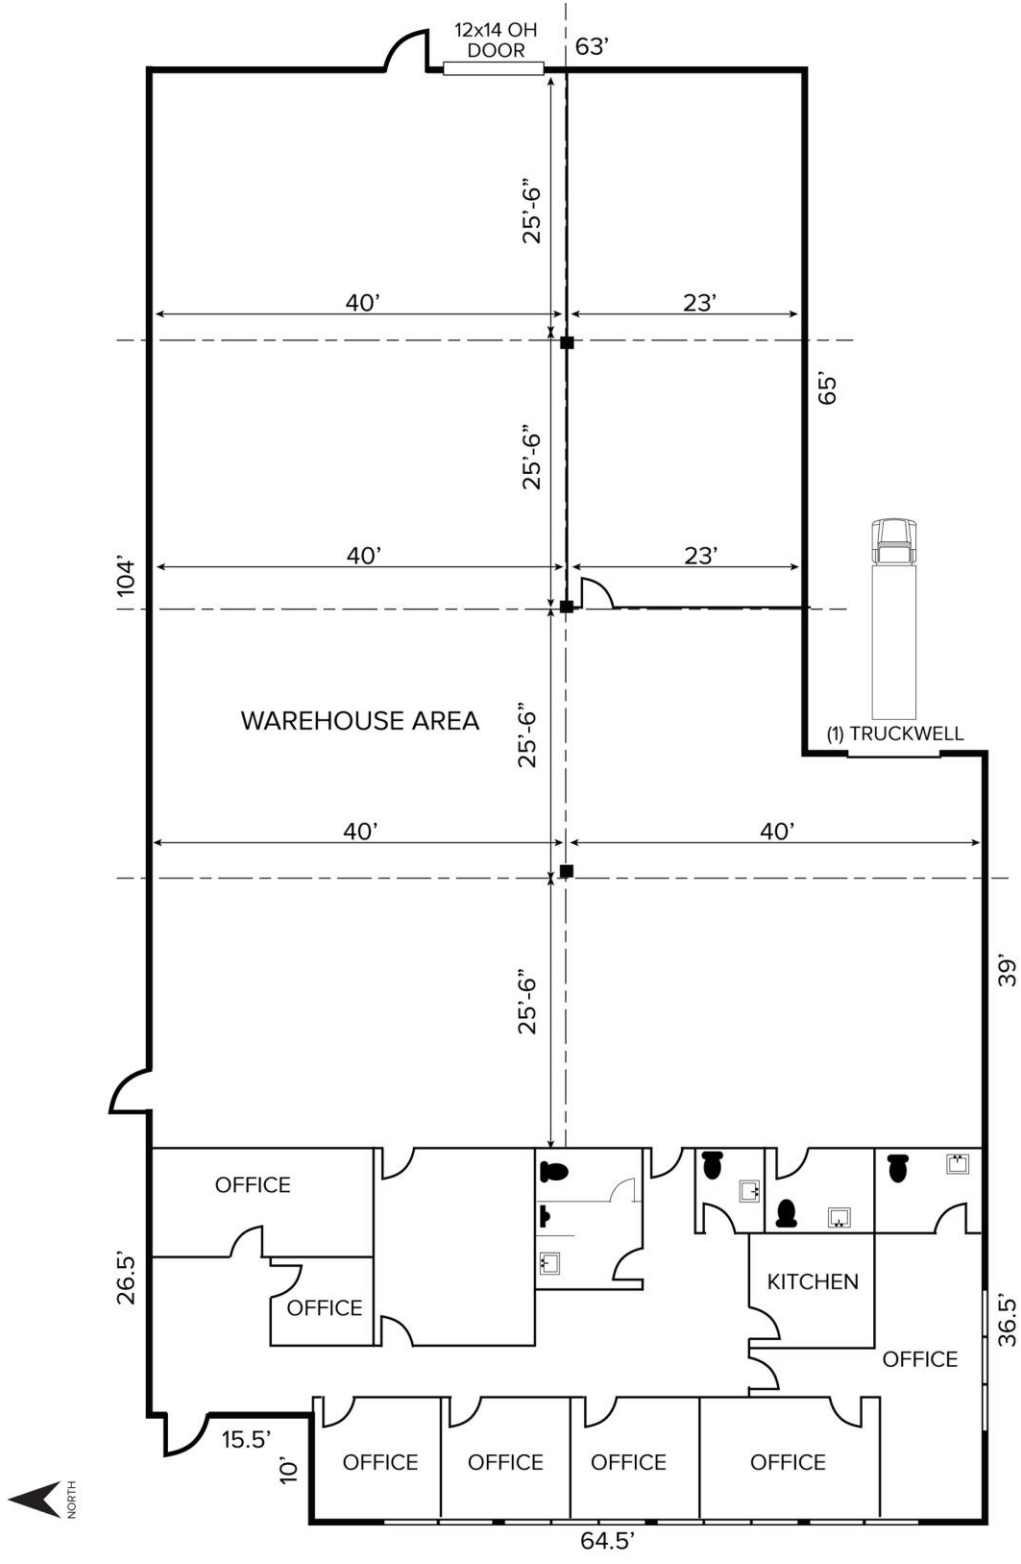 12x14 OH
DOOR
63’
25’-6”
40’
23’
65’
25’-6”
40’
23’
104’
WAREHOUSE AREA
25’-6”
(1) TRUCKWELL
40’
40’
39’
25’-6”
OFFICE
26.5’
OFFICE
KITCHEN
36.5’
OFFICE
15.5’
10’
OFFICE
OFFICE
OFFICE
OFFICE
NORTH
64.5’